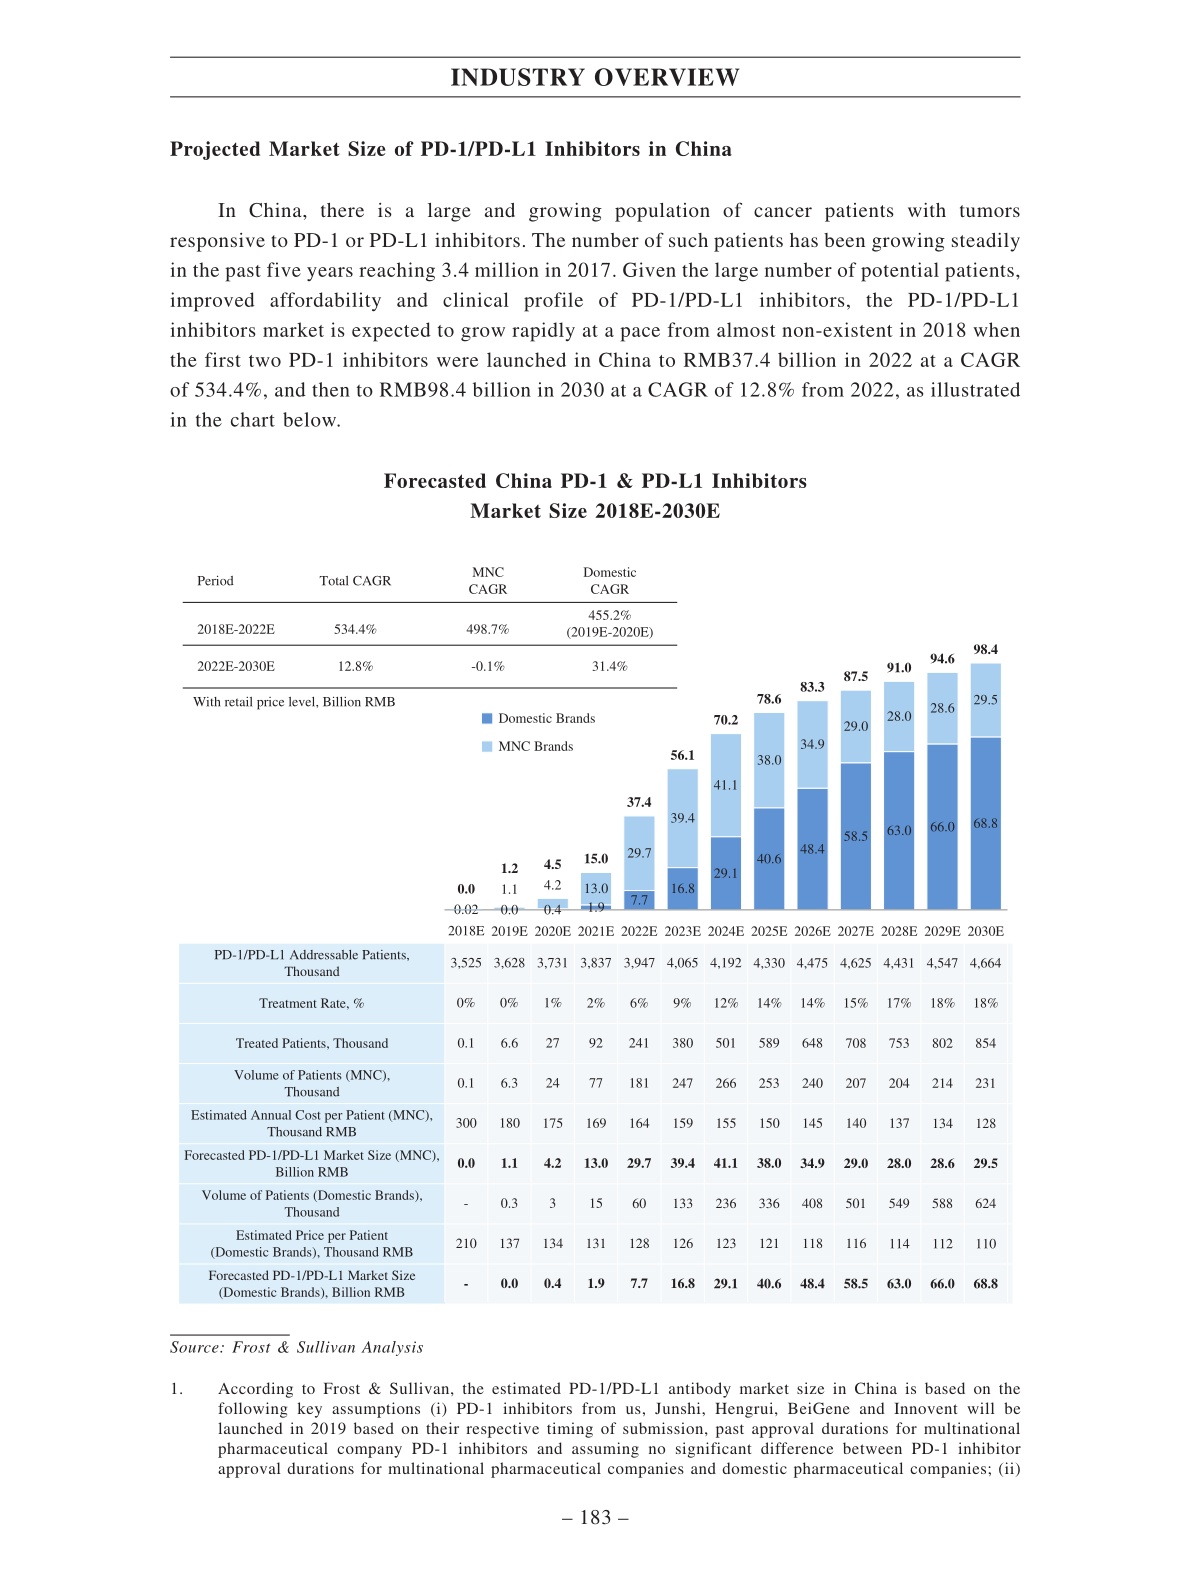 INDUSTRY OVERVIEW
Projected Market Size of PD-1/PD-L1 Inhibitors in China
In China, there is a large and growing population of cancer patients with tumors
responsive to PD-1 or PD-L1 inhibitors. The number of such patients has been growing steadily
in the past five years reaching 3.4 million in 2017. Given the large number of potential patients,
improved affordability and clinical profile of PD-1/PD-L1 inhibitors, the PD-1/PD-L1
inhibitors market is expected to grow rapidly at a pace from almost non-existent in 2018 when
the first two PD-1 inhibitors were launched in China to RMB37.4 billion in 2022 at a CAGR
of 534.4%, and then to RMB98.4 billion in 2030 at a CAGR of 12.8% from 2022, as illustrated
in the chart below.
Forecasted China PD-1 & PD-L1 Inhibitors
Market Size 2018E-2030E
Period Total CAGR MNC CAGR Domestic CAGR
2018E-2022E 534.4% 498.7% 455.2% (2019E-2020E)
2022E-2030E 12.8% -0.1% 31.4%
With retail price level, Billion RMB
Domestic Brands
MNC Brands
0.0 1.2 4.5 15.0 37.4 56.1 70.2 78.6 83.3 87.5 91.0 94.6 98.4
1.1 4.2 13.0 29.7 39.4 41.1 38.0 34.9 29.0 28.0 28.6 29.5
0.02 0.0 0.4 1.9 7.7 16.8 29.1 40.6 48.4 58.5 63.0 66.0 68.8
2018E 2019E 2020E 2021E 2022E 2023E 2024E 2025E 2026E 2027E 2028E 2029E 2030E
PD-1/PD-L1 Addressable Patients,
Thousand
3,525 3,628 3,731 3,837 3,947 4,065 4,192 4,330 4,475 4,625 4,431 4,547 4,664
Treatment Rate, % 0% 0% 1% 2% 6% 9% 12% 14% 14% 15% 17% 18% 18%
Treated Patients, Thousand 0.1 6.6 27 92 241 380 501 589 648 708 753 802 854
Volume of Patients (MNC),
Thousand
0.1 6.3 24 77 181 247 266 253 240 207 204 214 231
Estimated Annual Cost per Patient (MNC),
Thousand RMB
300 180 175 169 164 159 155 150 145 140 137 134 128
Forecasted PD-1/PD-L1 Market Size (MNC),
Billion RMB
0.0 1.1 4.2 13.0 29.7 39.4 41.1 38.0 34.9 29.0 28.0 28.6 29.5
Volume of Patients (Domestic Brands),
Thousand
- 0.3 3 15 60 133 236 336 408 501 549 588 624
Estimated Price per Patient
(Domestic Brands), Thousand RMB
210 137 134 131 128 126 123 121 118 116 114 112 110
Forecasted PD-1/PD-L1 Market Size
(Domestic Brands), Billion RMB
- 0.0 0.4 1.9 7.7 16.8 29.1 40.6 48.4 58.5 63.0 66.0 68.8
Source: Frost & Sullivan Analysis
1. According to Frost & Sullivan, the estimated PD-1/PD-L1 antibody market size in China is based on the
following key assumptions (i) PD-1 inhibitors from us, Junshi, Hengrui, BeiGene and Innovent will be
launched in 2019 based on their respective timing of submission, past approval durations for multinational
pharmaceutical company PD-1 inhibitors and assuming no significant difference between PD-1 inhibitor
approval durations for multinational pharmaceutical companies and domestic pharmaceutical companies; (ii)
– 183 –